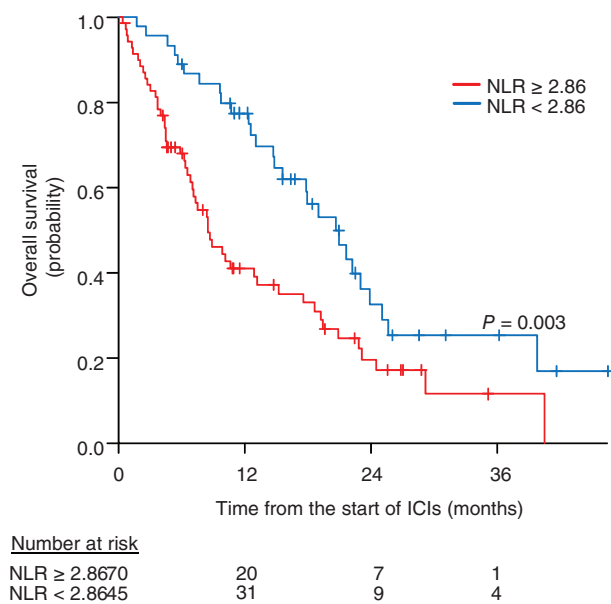 1.0
0.8
0.6
0.4
0.2
0.0
Overall survival
(probability)
NLR ≥ 2.86
NLR < 2.86
P = 0.003
0 12 24 36
Time from the start of ICIs (months)
Number at risk
NLR ≥ 2.8670 20 7 1
NLR < 2.8645 31 9 4